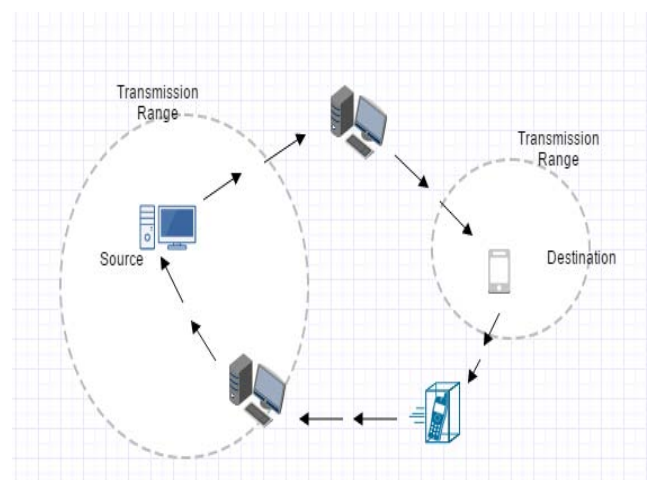 Transmission
Range
Transmission
Range
Source
Destination